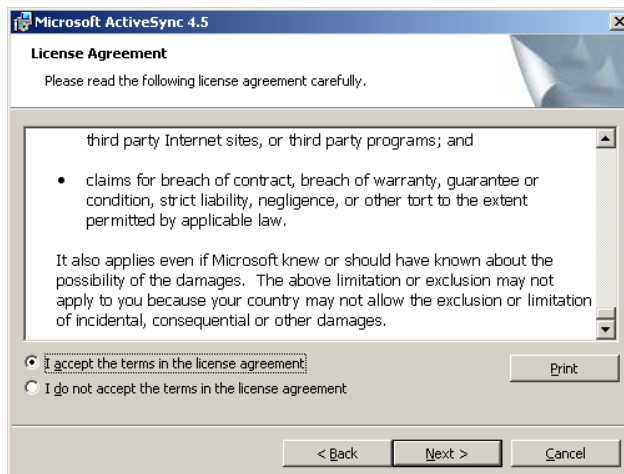 Microsoft ActiveSync 4.5
License Agreement
Please read the following license agreement carefully.
third party Internet sites, or third party programs; and
• claims for breach of contract, breach of warranty, guarantee or
condition, strict liability, negligence, or other tort to the extent
permitted by applicable law.
It also applies even if Microsoft knew or should have known about the
possibility of the damages.  The above limitation or exclusion may not
apply to you because your country may not allow the exclusion or limitation
of incidental, consequential or other damages.
I accept the terms in the license agreement
Print
I do not accept the terms in the license agreement
< Back
Next >
Cancel